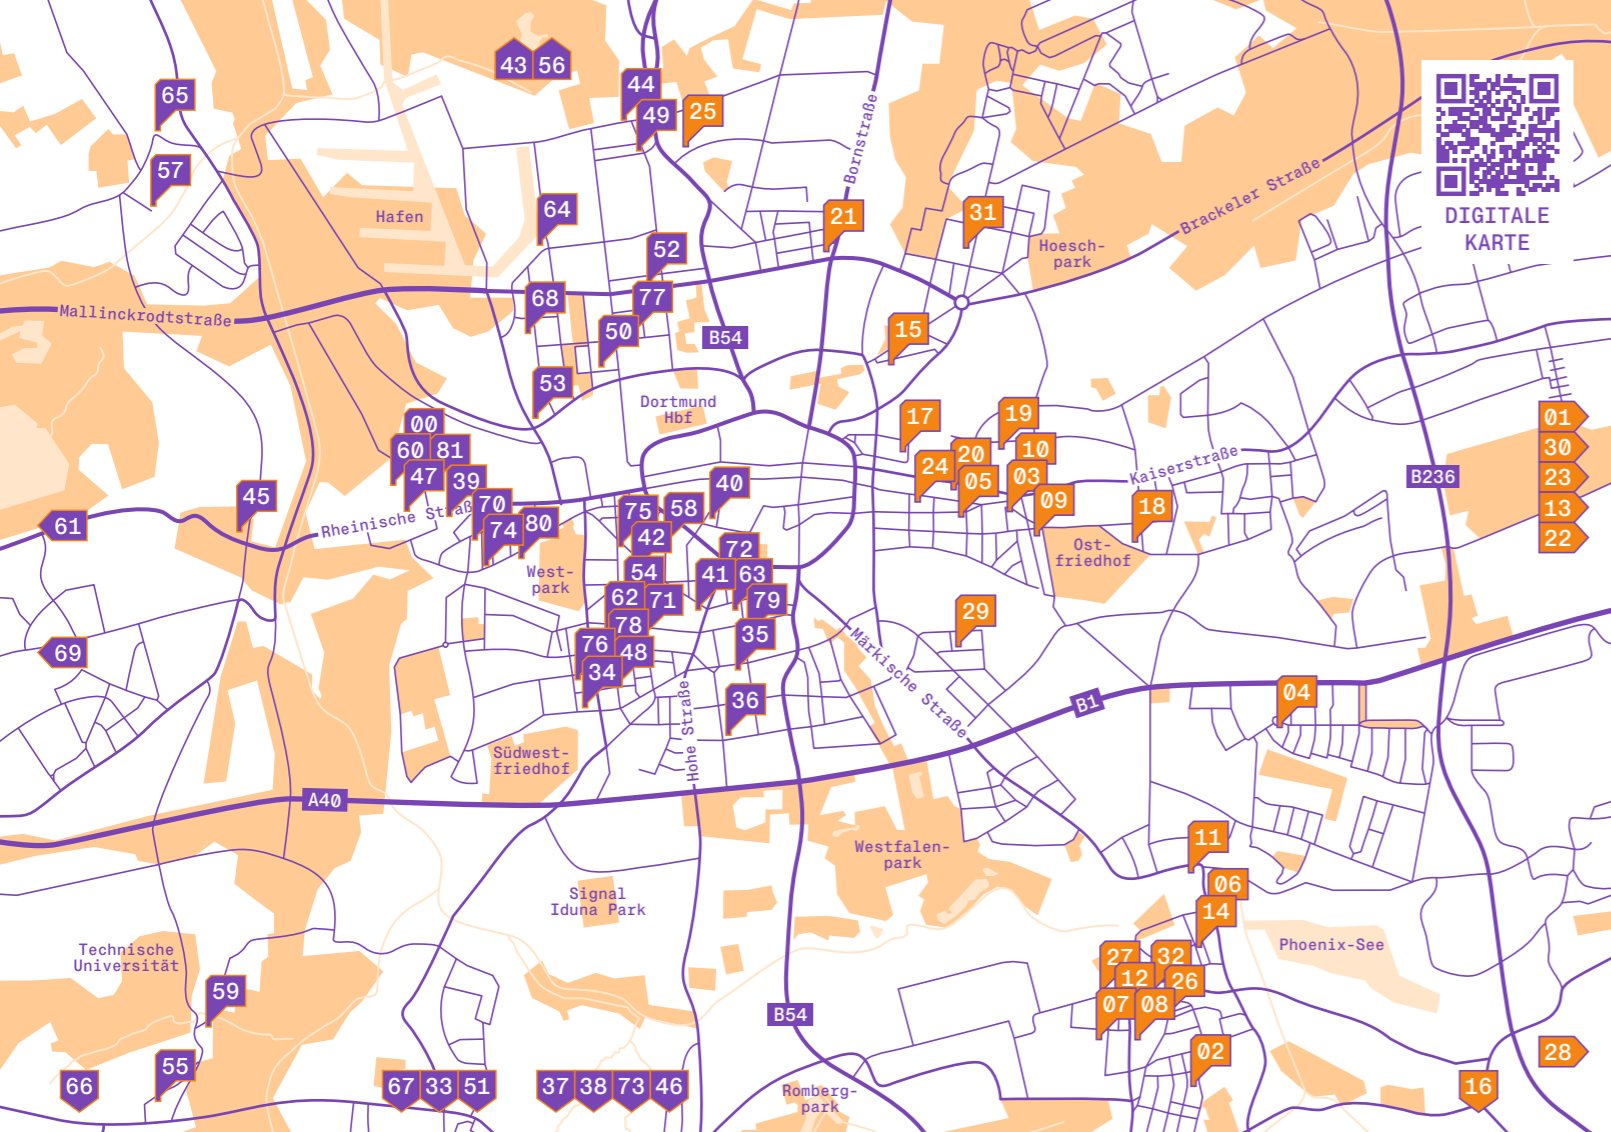 43 56
65
44
49
25
57
Bornstraße
Brackeler Straße
DIGITALE
KARTE
64
Hafen
21
31
52
Hoesch-
park
68
77
Mallinckrodtstraße
50
B54
15
53
Dortmund
Hbf
00
17
19
01
60 81
20
10
30
47
39
24
05
03
Kaiserstraße
B236
23
45
40
70
75
58
09
18
13
61
Rheinische Straß
74
80
42
22
72
Ost-
friedhof
West-
park
54
41
63
62
71
79
29
78
35
Märkische Straße
69
76
48
34
36
Hohe Straße
B1
04
Südwest-
friedhof
A40
11
Westfalen-
park
06
Signal
Iduna Park
14
Technische
Universität
Phoenix-See
27
32
12
26
59
07
08
B54
02
28
55
66
67 33 51
37 38 73 46
Romberg-
park
16